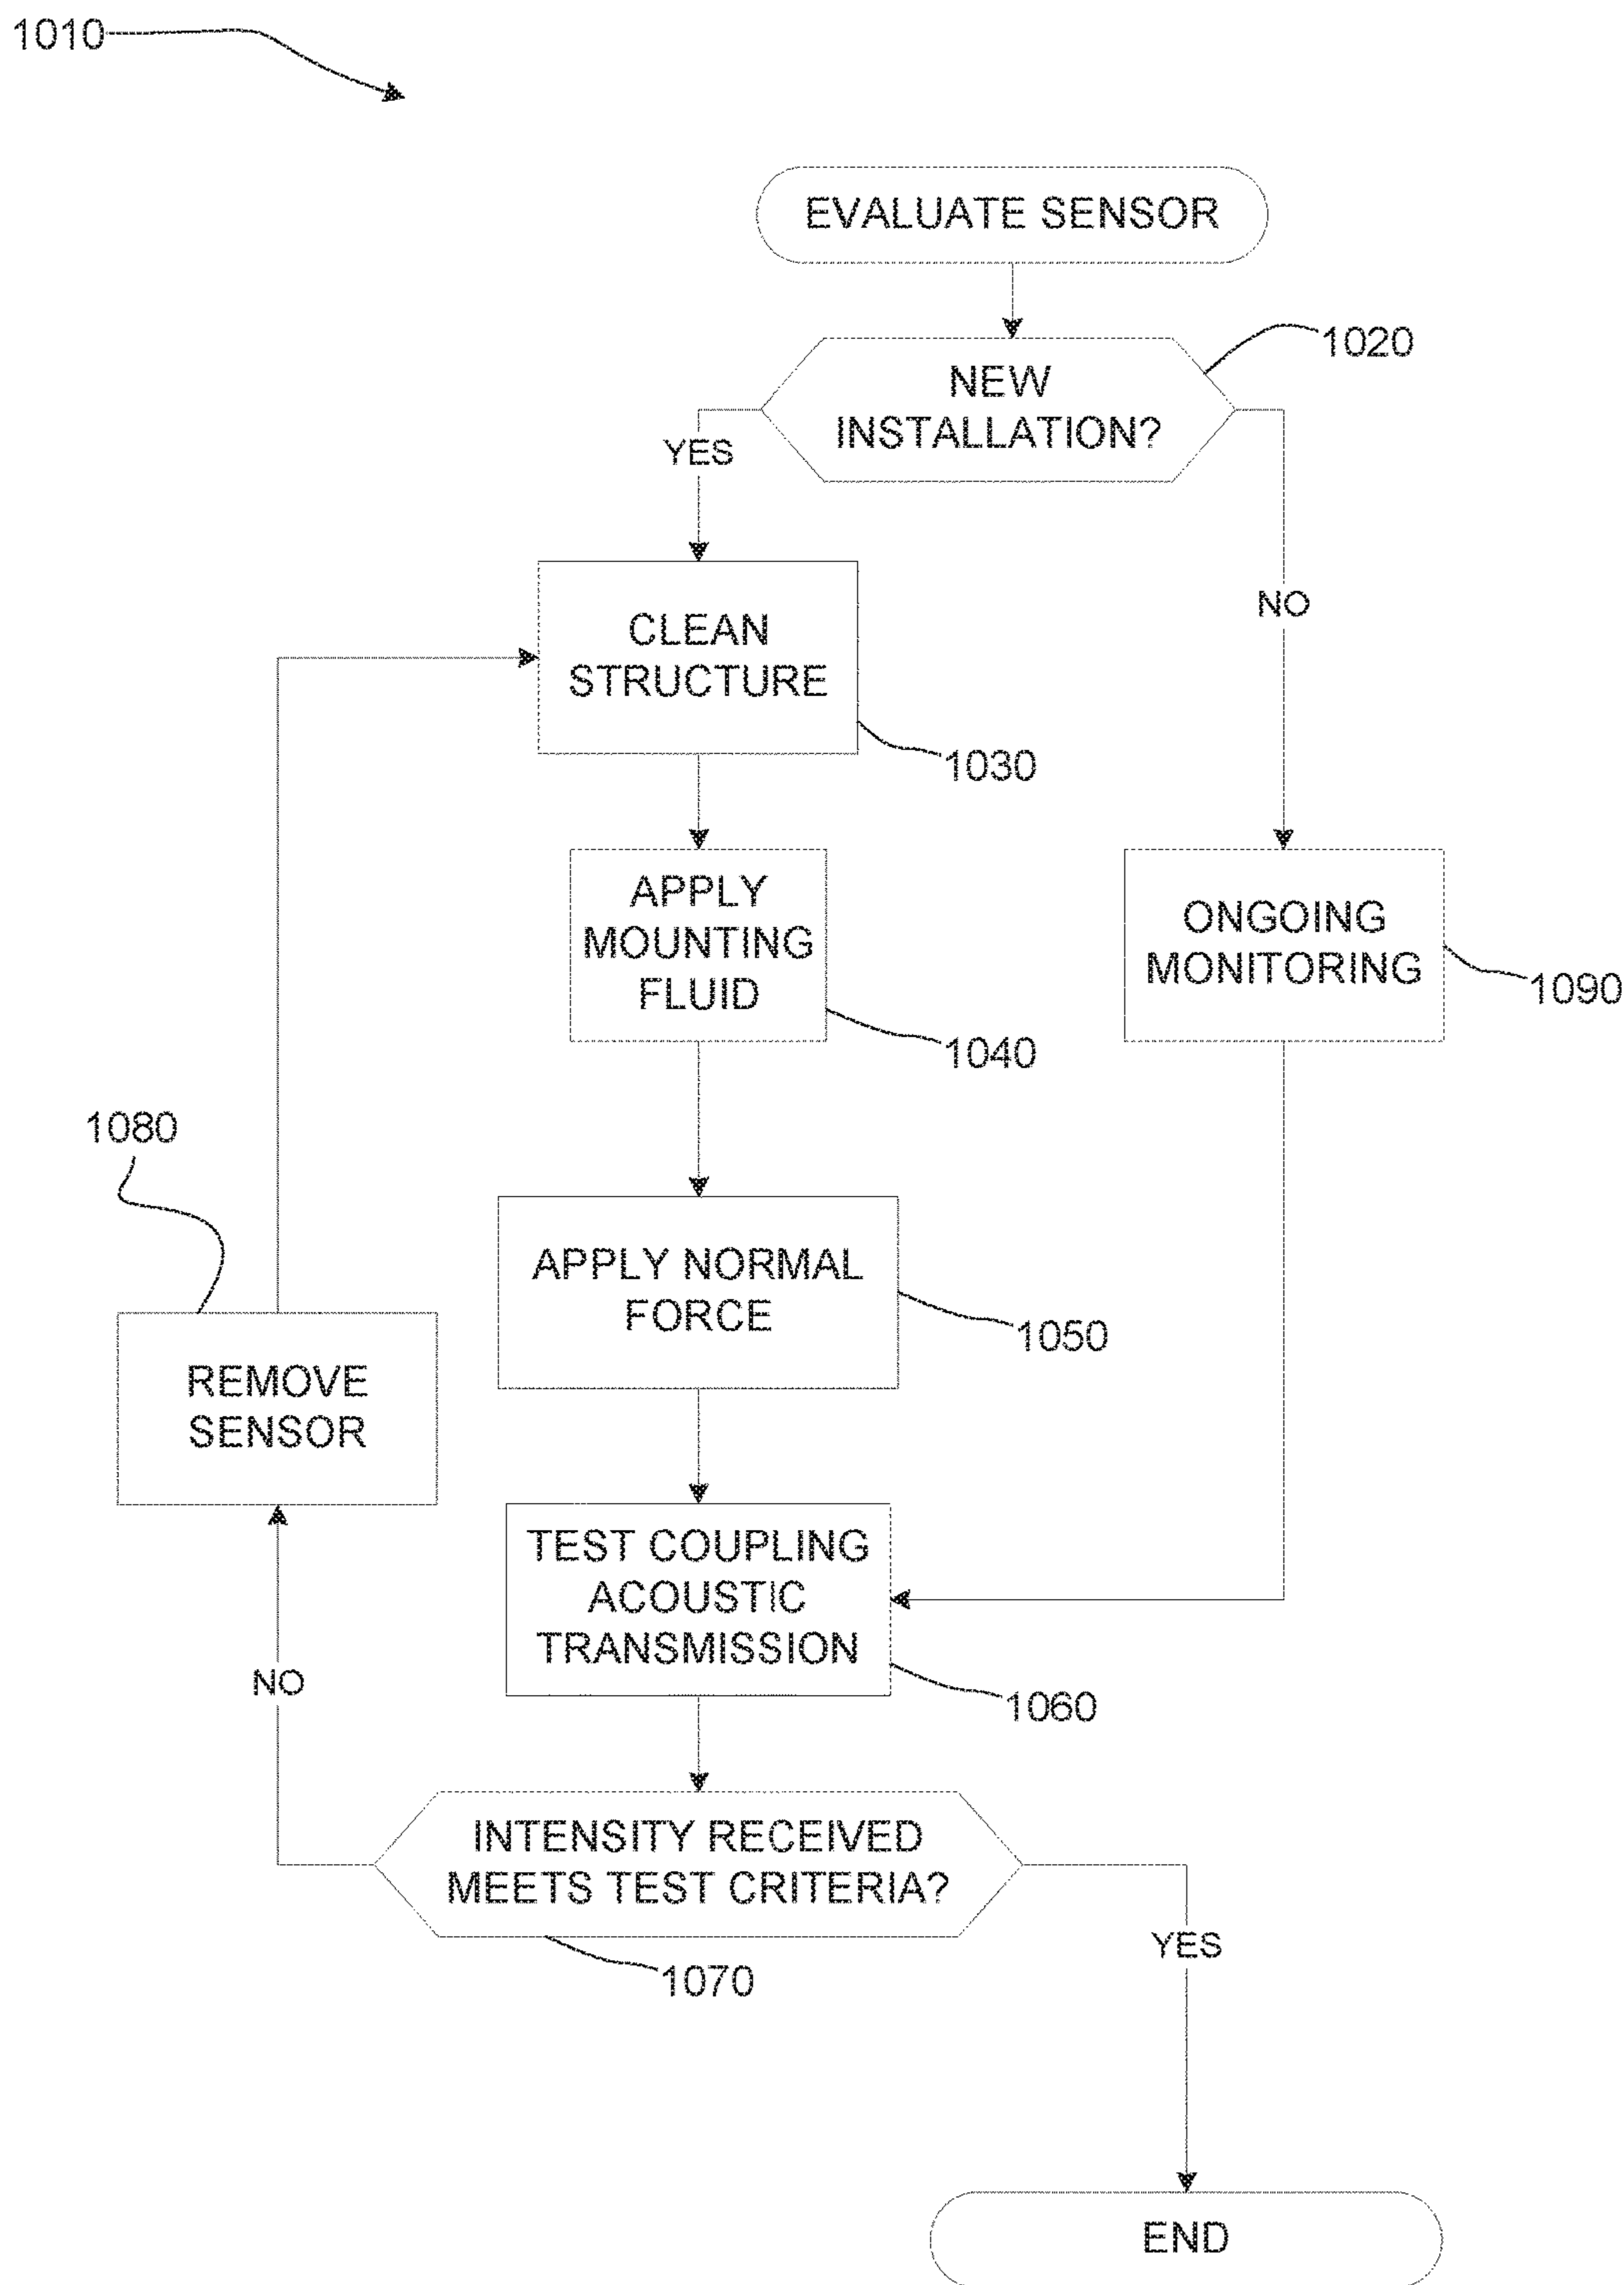 1010
EVALUATE SENSOR
1020
NEW
INSTALLATION?
YES
NO
CLEAN
STRUCTURE
1030
APPLY
MOUNTING
FLUID
1040
ONGOING
MONITORING
1090
1080
APPLY NORMAL
FORCE
1050
REMOVE
SENSOR
TEST COUPLING
ACOUSTIC
TRANSMISSION
1060
NO
INTENSITY RECEIVED
MEETS TEST CRITERIA?
1070
YES
END